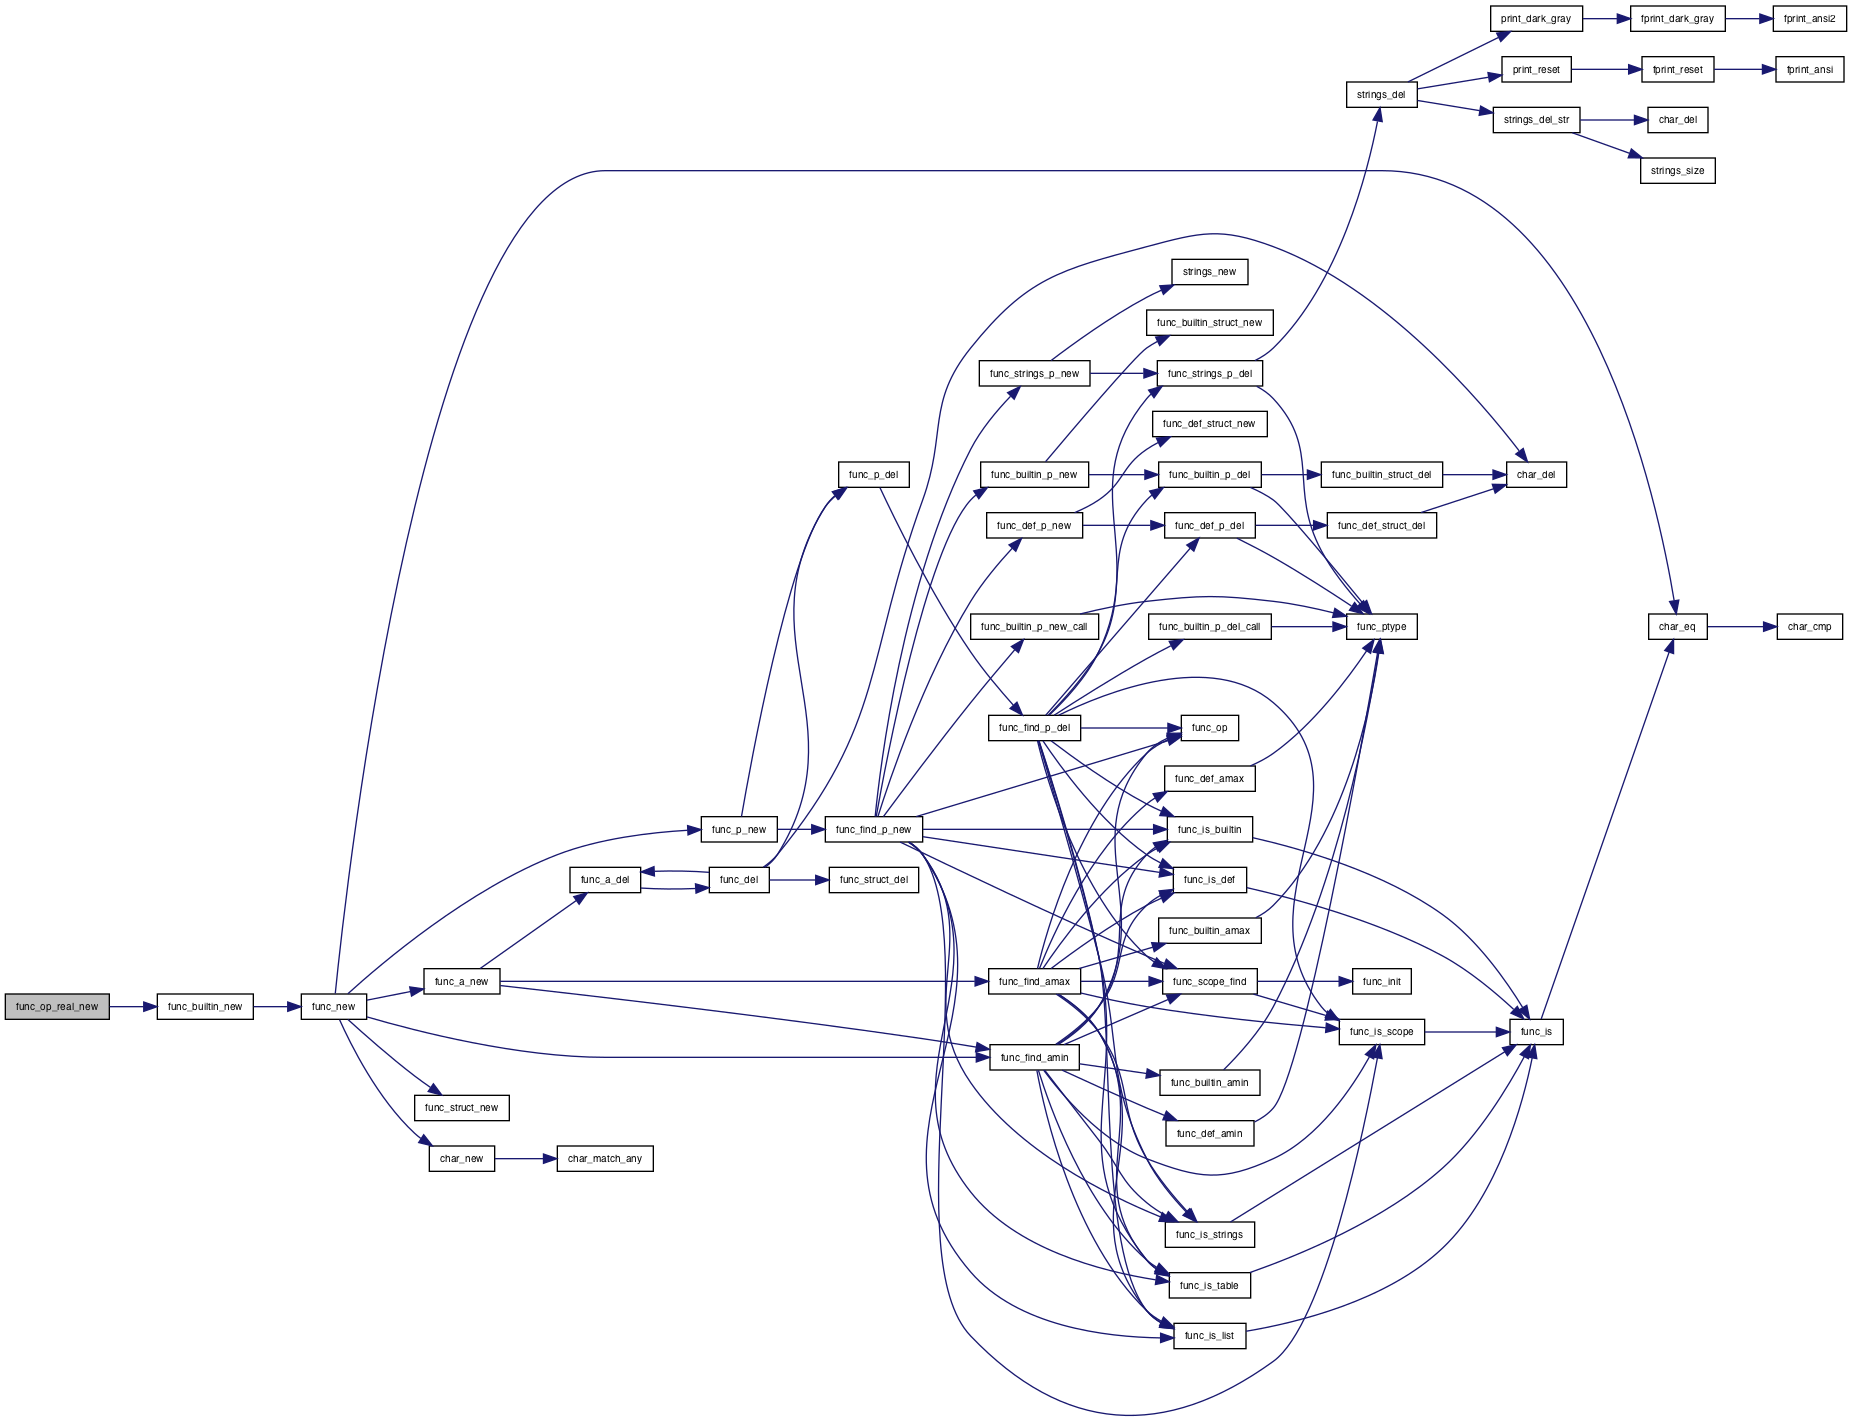 print_dark_gray
fprint_dark_gray
fprint_ansi2
print_reset
fprint_reset
fprint_ansi
strings_del
strings_del_str
char_del
strings_size
strings_new
func_builtin_struct_new
func_strings_p_new
func_strings_p_del
func_def_struct_new
func_p_del
func_builtin_p_new
func_builtin_p_del
func_builtin_struct_del
char_del
func_def_p_new
func_def_p_del
func_def_struct_del
func_builtin_p_new_call
func_builtin_p_del_call
func_ptype
char_eq
char_cmp
func_find_p_del
func_op
func_def_amax
func_p_new
func_find_p_new
func_is_builtin
func_a_del
func_del
func_struct_del
func_is_def
func_builtin_amax
func_a_new
func_find_amax
func_scope_find
func_init
func_op_real_new
func_builtin_new
func_new
func_is_scope
func_is
func_find_amin
func_builtin_amin
func_struct_new
func_def_amin
char_new
char_match_any
func_is_strings
func_is_table
func_is_list